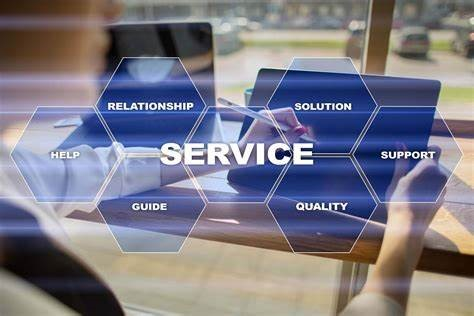 RELATIONSHIP
SOLUTION
HELP
SERVICE
SUPPORT
GUIDE
QUALITY